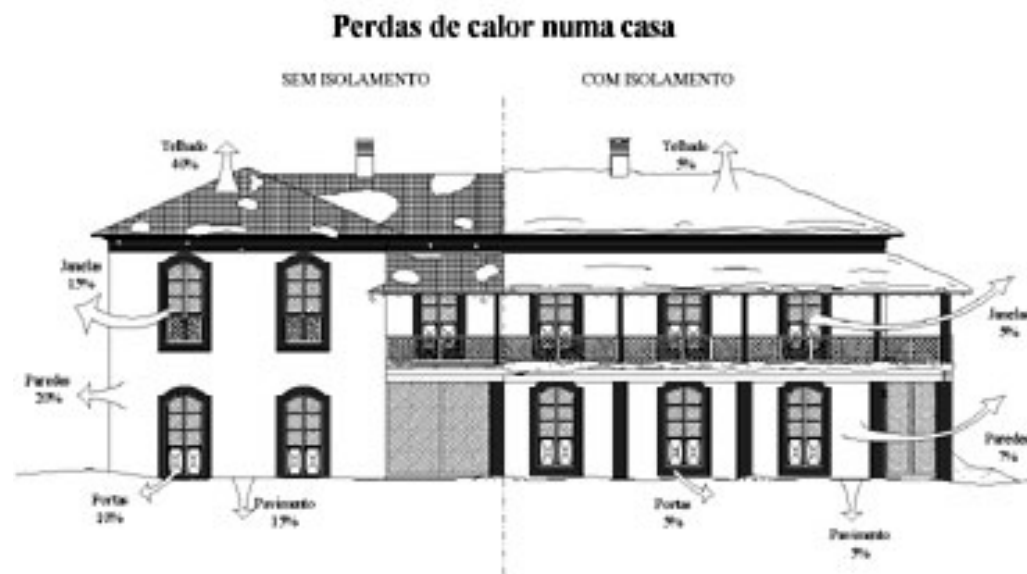 Perdas de calor numa casa
SEM ISOLAMENTO
COM ISOLAMENTO
Telhado
40%
Telhado
5%
Janelas
15%
Janelas
5%
Paredes
20%
Paredes
7%
Portas
10%
Pavimento
15%
Portas
5%
Pavimento